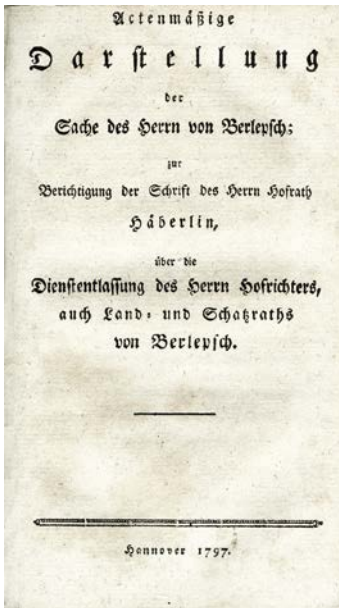 Actenmäßige
Darstellung
der
Sache des Herrn von Berlepsch;
zur
Berichtigung der Schrift des Herrn Hofrath
Häberlin,
über die
Dienstentlassung des Herrn Hofrichters,
auch Land- und Schatzraths
von Berlepsch.
Hannover 1797.